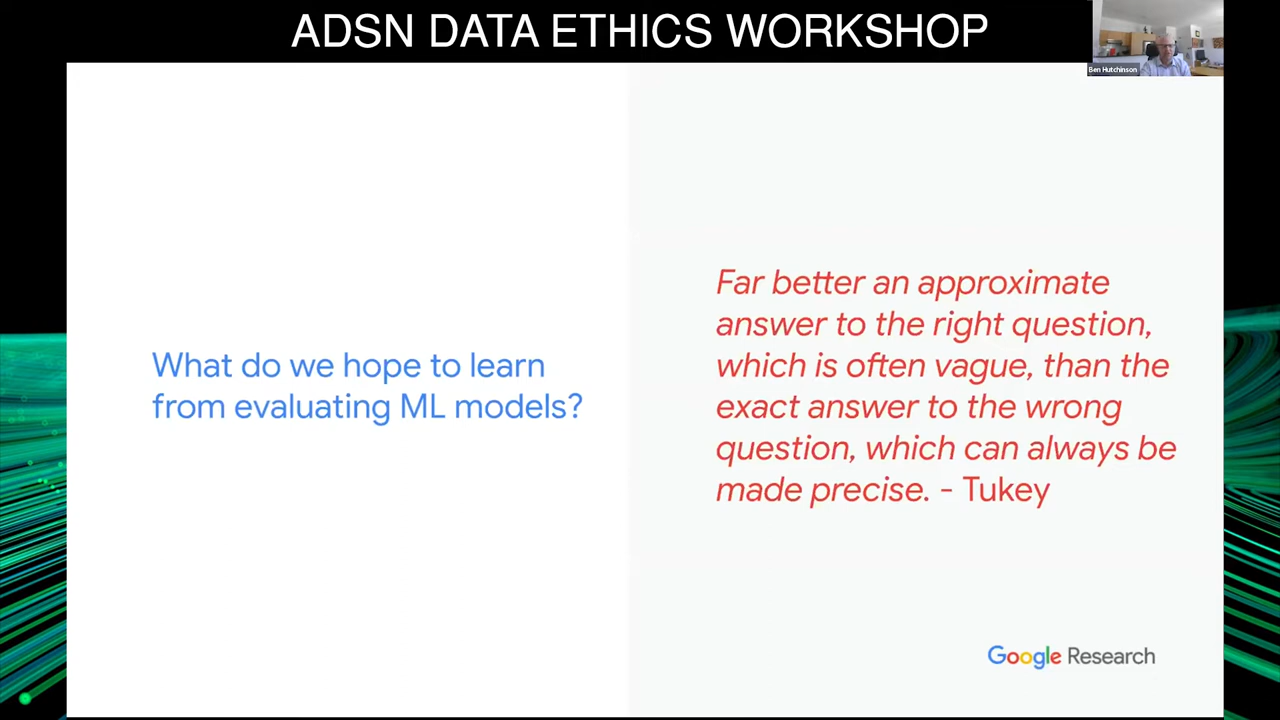 ADSN DATA ETHICS WORKSHOP
Ben Hutchinson
What do we hope to learn
from evaluating ML models?
Far better an approximate
answer to the right question,
which is often vague, than the
exact answer to the wrong
question, which can always be
made precise. - Tukey
Google Research